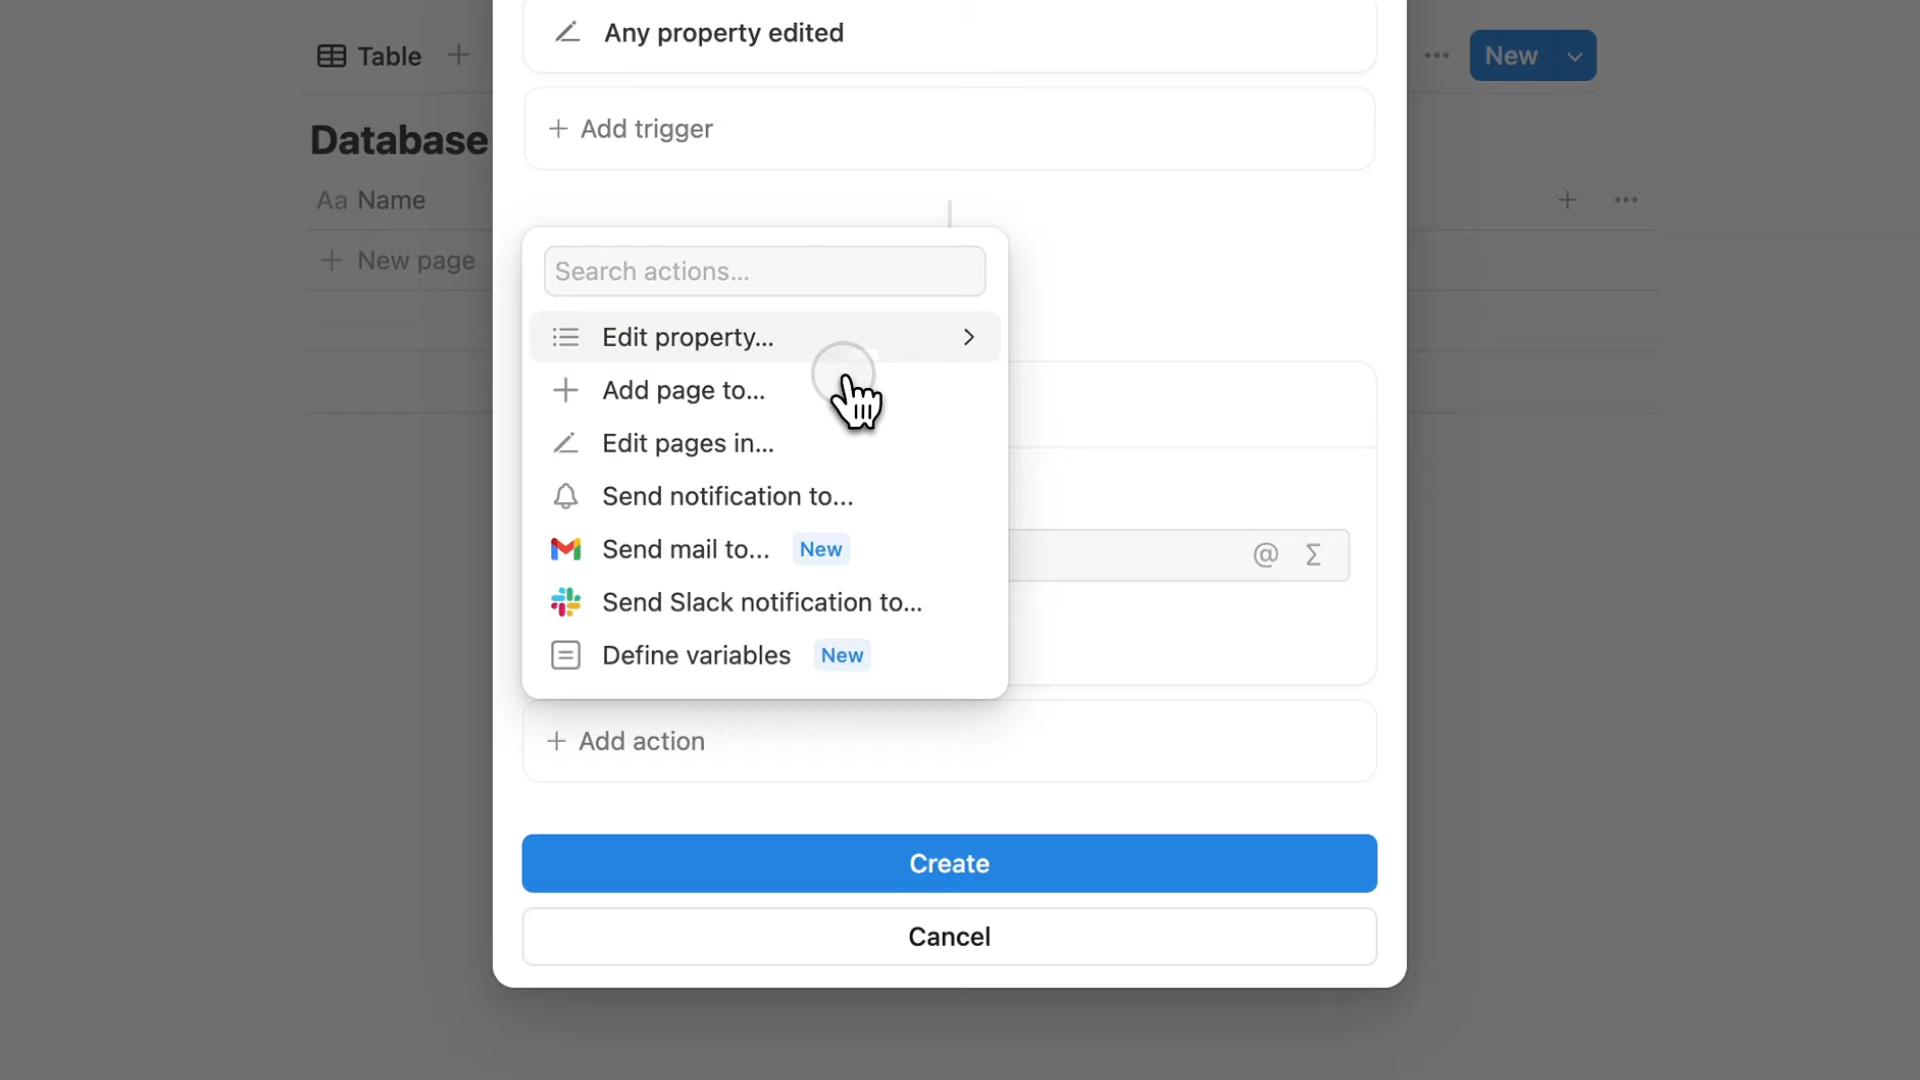 Any property edited
Table
New
Add trigger
Database
Aa Name
New page
Search actions...
Edit property...
Add page to...
Edit pages in...
Send notification to...
Send mail to... New
@ Σ
Send Slack notification to...
Define variables New
Add action
Create
Cancel